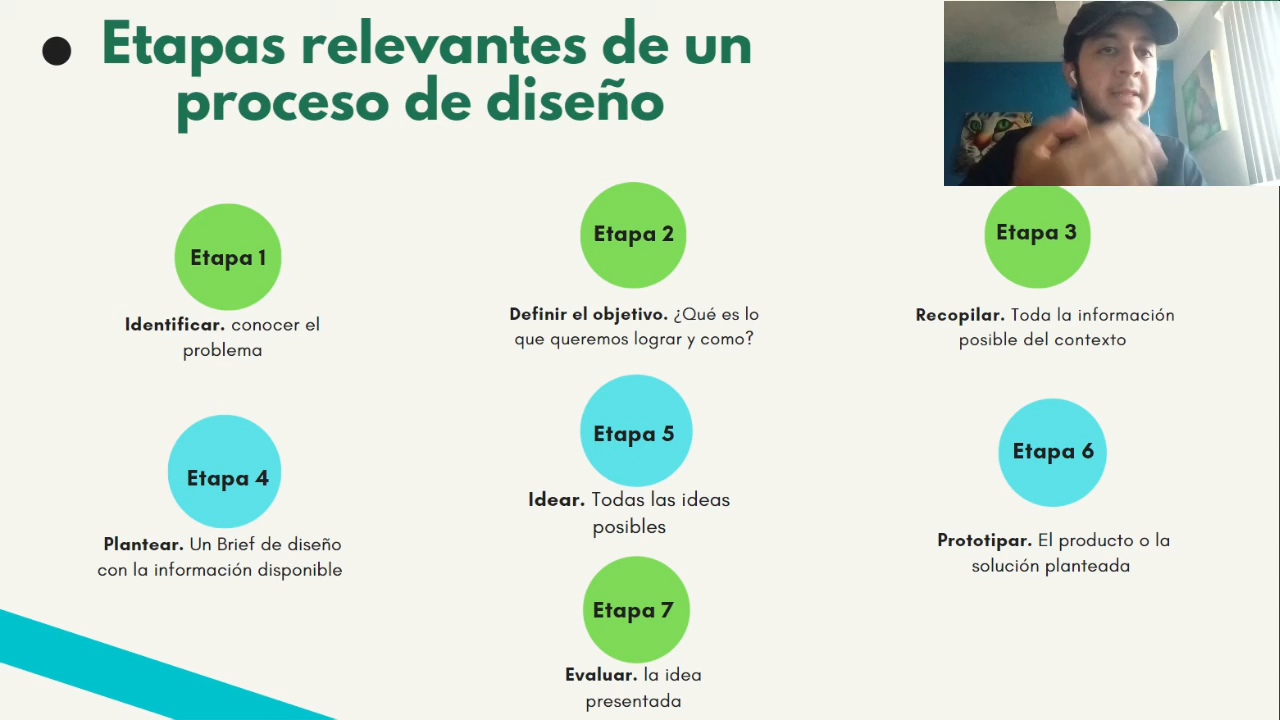 Etapas relevantes de un
proceso de diseño
Etapa 1
Identificar. conocer el
problema
Etapa 2
Definir el objetivo. ¿Qué es lo
que queremos lograr y como?
Etapa 3
Recopilar. Toda la información
posible del contexto
Etapa 4
Plantear. Un Brief de diseño
con la información disponible
Etapa 5
Idear. Todas las ideas
posibles
Etapa 6
Prototipar. El producto o la
solución planteada
Etapa 7
Evaluar. la idea
presentada